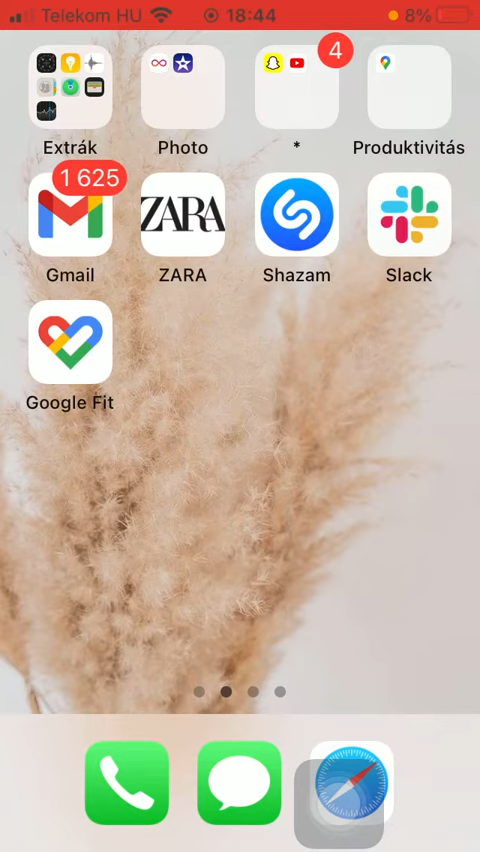 Telekom HU 18:44 8%
4
Extrák Photo * Produktivitás
1 625
ZARA
Gmail ZARA Shazam Slack
Google Fit